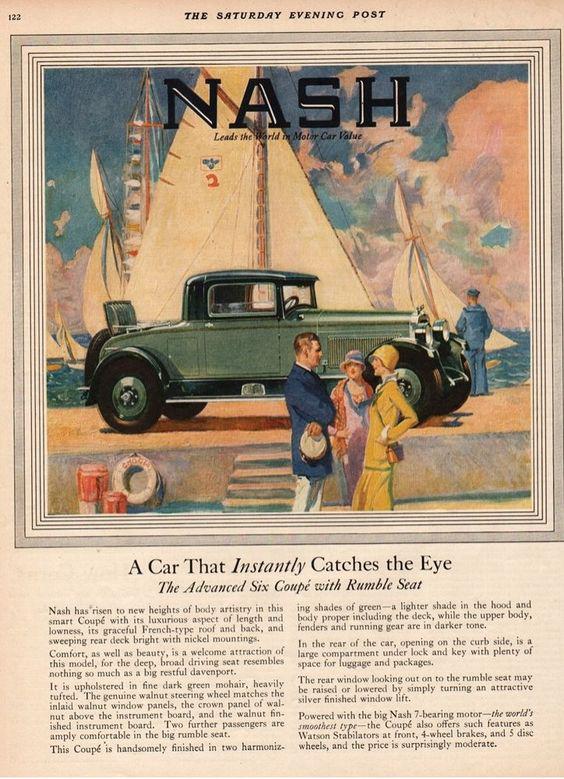 122
THE SATURDAY EVENING POST
NASH
Leads the World in Motor Car Value
2
A Car That Instantly Catches the Eye
The Advanced Six Coupé with Rumble Seat
Nash has risen to new heights of body artistry in this
smart Coupé with its luxurious aspect of length and
lowness, its graceful French-type roof and back, and
sweeping rear deck bright with nickel mountings.
Comfort, as well as beauty, is a welcome attraction of
this model, for the deep, broad driving seat resembles
nothing so much as a big restful davenport.
It is upholstered in fine dark green mohair, heavily
tufted. The genuine walnut steering wheel matches the
inlaid walnut window panels, the crown panel of wal-
nut above the instrument board, and the walnut fin-
ished instrument board. Two further passengers are
amply comfortable in the big rumble seat.
This Coupé is handsomely finished in two harmoniz-
ing shades of green—a lighter shade in the hood and
body proper including the deck, while the upper body,
fenders and running gear are in darker tone.
In the rear of the car, opening on the curb side, is a
large compartment under lock and key with plenty of
space for luggage and packages.
The rear window looking out on to the rumble seat may
be raised or lowered by simply turning an attractive
silver finished window lift.
Powered with the big Nash 7-bearing motor—the world's
smoothest type—the Coupé also offers such features as
Watson Stabilators at front, 4-wheel brakes, and 5 disc
wheels, and the price is surprisingly moderate.